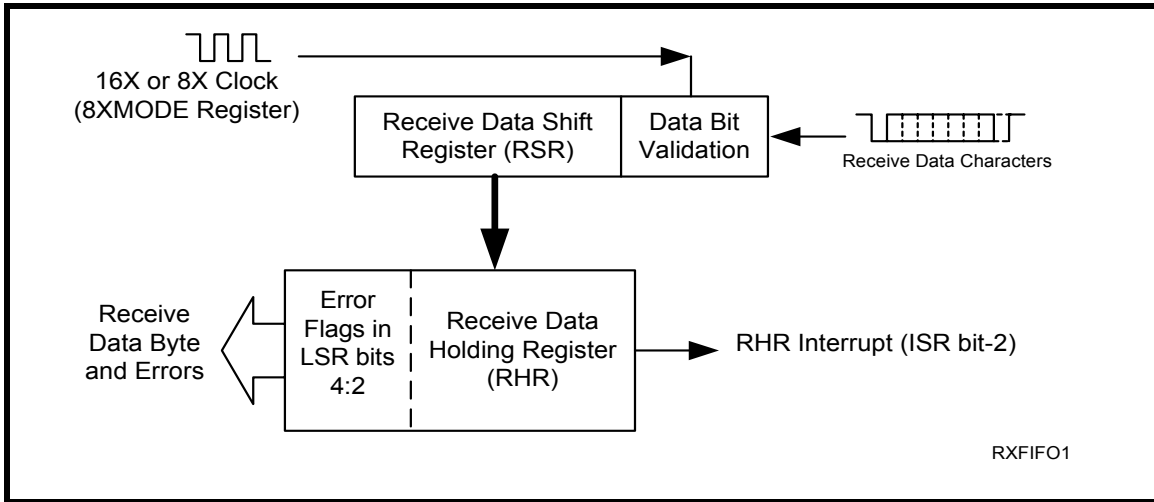 16X or 8X Clock
(8XMODE Register)
Receive Data Shift
Register (RSR)
Data Bit
Validation
Receive Data Characters
Receive
Data Byte
and Errors
Error
Flags in
LSR bits
4:2
Receive Data
Holding Register
(RHR)
RHR Interrupt (ISR bit-2)
RXFIFO1